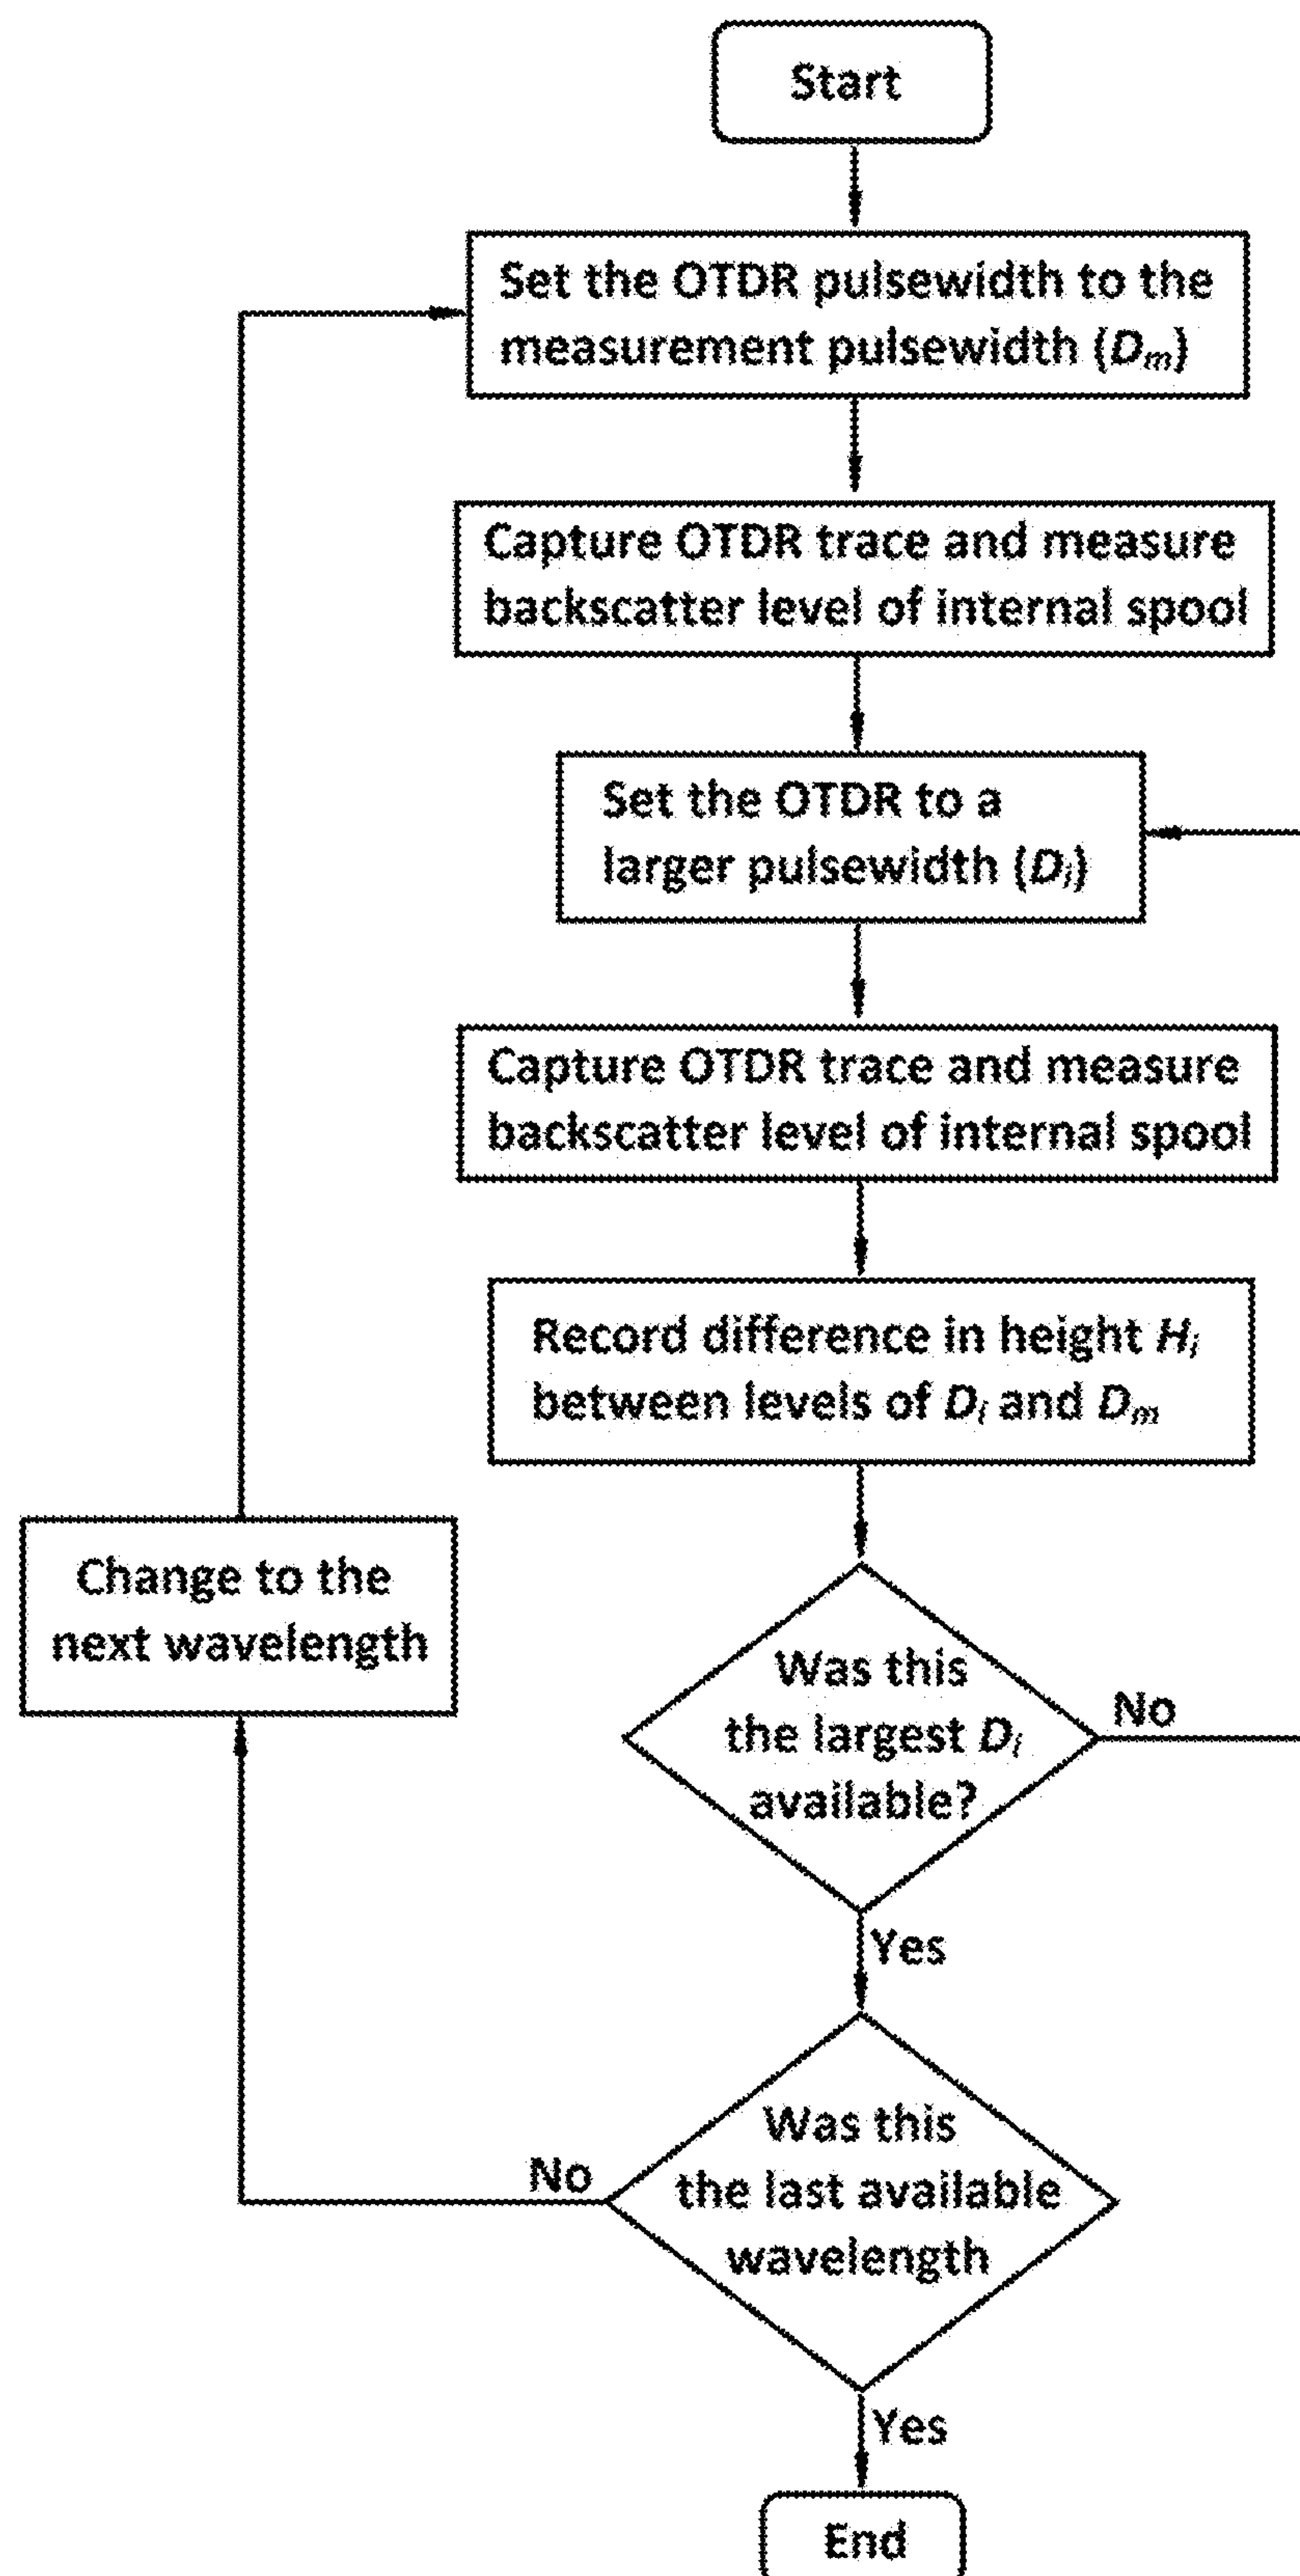 Start
Set the OTDR pulsewidth to the
measurement pulsewidth (Dm)
Capture OTDR trace and measure
backscatter level of internal spool
Set the OTDR to a
larger pulsewidth (Di)
Capture OTDR trace and measure
backscatter level of internal spool
Record difference in height Hi
between levels of Di and Dm
Change to the
next wavelength
Was this
the largest Di
available?
No
Yes
Was this
the last available
wavelength
No
Yes
End